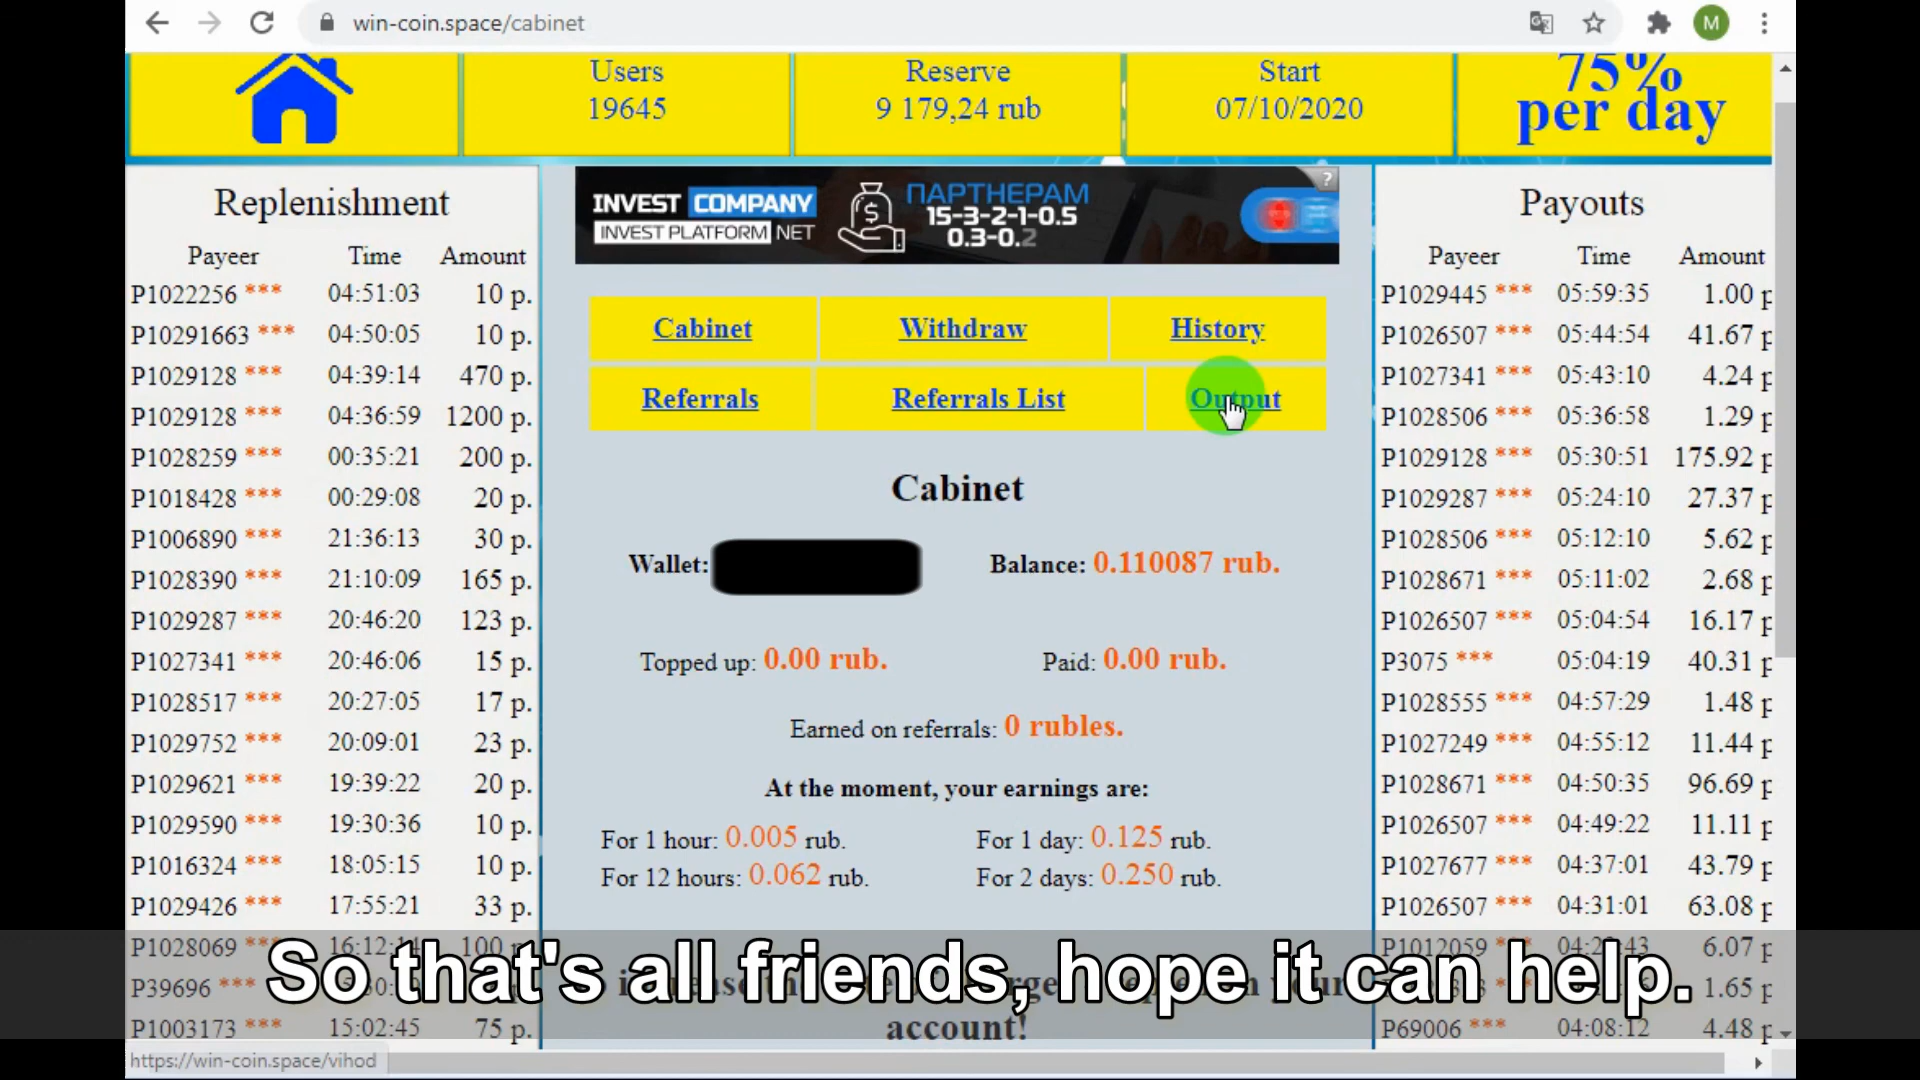 win-coin.space/cabinet
M
Users
19645
Reserve
9 179,24 rub
Start
07/10/2020
75%
per day
Replenishment
Payeer Time Amount
P1022256 *** 04:51:03 10 p.
P10291663 *** 04:50:05 10 p.
P1029128 *** 04:39:14 470 p.
P1029128 *** 04:36:59 1200 p.
P1028259 *** 00:35:21 200 p.
P1018428 *** 00:29:08 20 p.
P1006890 *** 21:36:13 30 p.
P1028390 *** 21:10:09 165 p.
P1029287 *** 20:46:20 123 p.
P1027341 *** 20:46:06 15 p.
P1028517 *** 20:27:05 17 p.
P1029752 *** 20:09:01 23 p.
P1029621 *** 19:39:22 20 p.
P1029590 *** 19:30:36 10 p.
P1016324 *** 18:05:15 10 p.
P1029426 *** 17:55:21 33 p.
P1028069 *** 100 p.
P39696 ***
P1003173 *** 15:02:45 75 p.
INVEST COMPANY
INVEST PLATFORM NET
ПАРТНЕРАМ
15-3-2-1-0.5
0.3-0.2
?
Cabinet Withdraw History
Referrals Referrals List Output
Cabinet
Wallet: Balance: 0.110087 rub.
Topped up: 0.00 rub. Paid: 0.00 rub.
Earned on referrals: 0 rubles.
At the moment, your earnings are:
For 1 hour: 0.005 rub. For 1 day: 0.125 rub.
For 12 hours: 0.062 rub. For 2 days: 0.250 rub.
account!
Payouts
Payeer Time Amount
P1029445 *** 05:59:35 1.00 p
P1026507 *** 05:44:54 41.67 p
P1027341 *** 05:43:10 4.24 p
P1028506 *** 05:36:58 1.29 p
P1029128 *** 05:30:51 175.92 p
P1029287 *** 05:24:10 27.37 p
P1028506 *** 05:12:10 5.62 p
P1028671 *** 05:11:02 2.68 p
P1026507 *** 05:04:54 16.17 p
P3075 *** 05:04:19 40.31 p
P1028555 *** 04:57:29 1.48 p
P1027249 *** 04:55:12 11.44 p
P1028671 *** 04:50:35 96.69 p
P1026507 *** 04:49:22 11.11 p
P1027677 *** 04:37:01 43.79 p
P1026507 *** 04:31:01 63.08 p
P1012059 *** 6.07 p
1.65 p
P69006 *** 04:08:12 4.48 p
So that's all friends, hope it can help.
https://win-coin.space/vihod